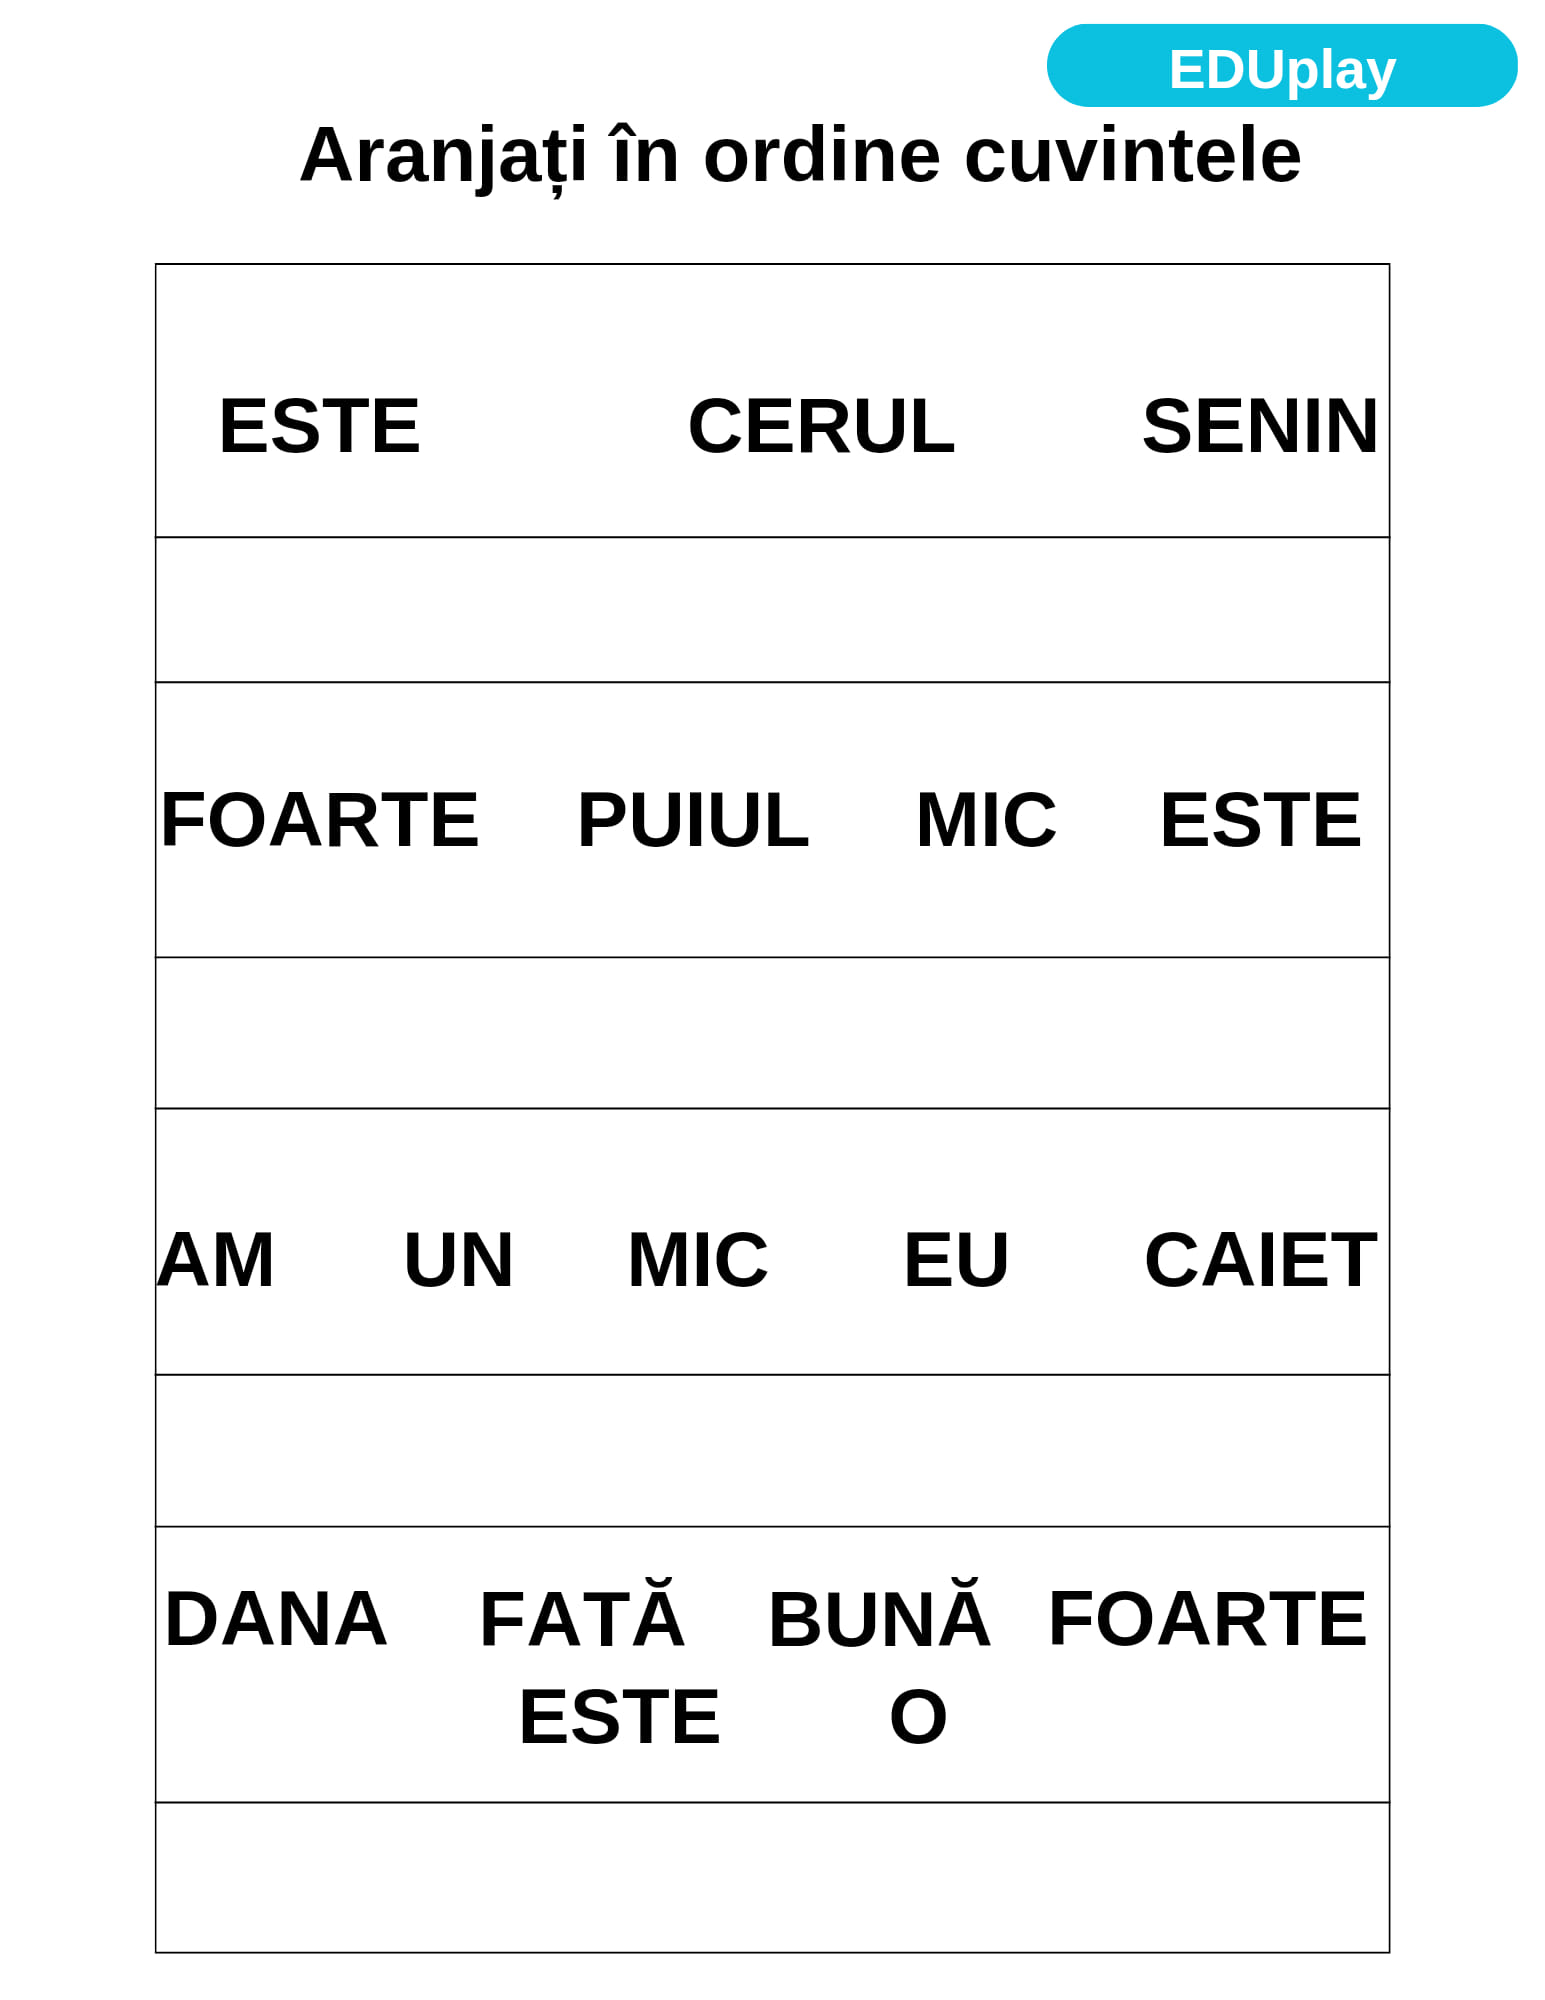 EDUplay
Aranjați în ordine cuvintele
ESTE CERUL SENIN
FOARTE PUIUL MIC ESTE
AM UN MIC EU CAIET
DANA FATĂ BUNĂ FOARTE
ESTE O